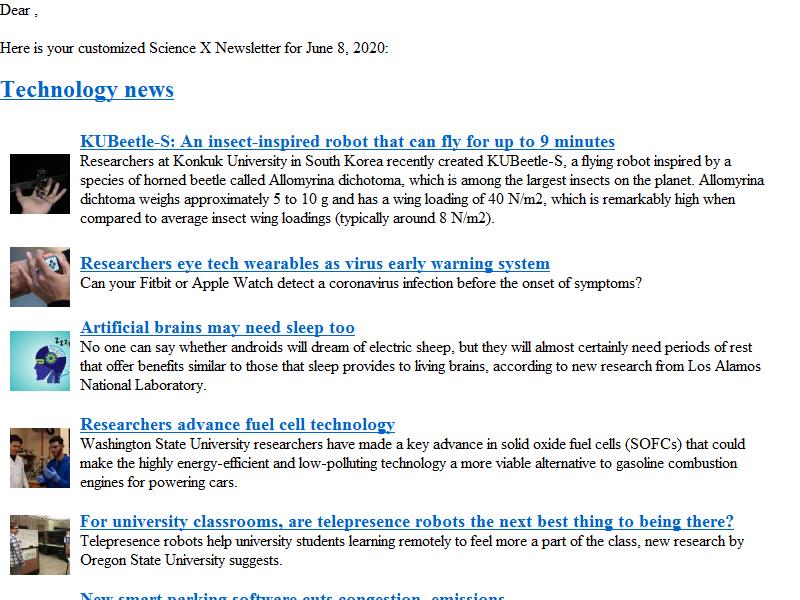 Dear ,
Here is your customized Science X Newsletter for June 8, 2020:
Technology news
KUBeetle-S: An insect-inspired robot that can fly for up to 9 minutes
Researchers at Konkuk University in South Korea recently created KUBeetle-S, a flying robot inspired by a
species of horned beetle called Allomyrina dichotoma, which is among the largest insects on the planet. Allomyrina
dichtoma weighs approximately 5 to 10 g and has a wing loading of 40 N/m2, which is remarkably high when
compared to average insect wing loadings (typically around 8 N/m2).
Researchers eye tech wearables as virus early warning system
Can your Fitbit or Apple Watch detect a coronavirus infection before the onset of symptoms?
Artificial brains may need sleep too
No one can say whether androids will dream of electric sheep, but they will almost certainly need periods of rest
that offer benefits similar to those that sleep provides to living brains, according to new research from Los Alamos
National Laboratory.
Researchers advance fuel cell technology
Washington State University researchers have made a key advance in solid oxide fuel cells (SOFCs) that could
make the highly energy-efficient and low-polluting technology a more viable alternative to gasoline combustion
engines for powering cars.
For university classrooms, are telepresence robots the next best thing to being there?
Telepresence robots help university students learning remotely to feel more a part of the class, new research by
Oregon State University suggests.
New smart parking software cuts congestion, emissions